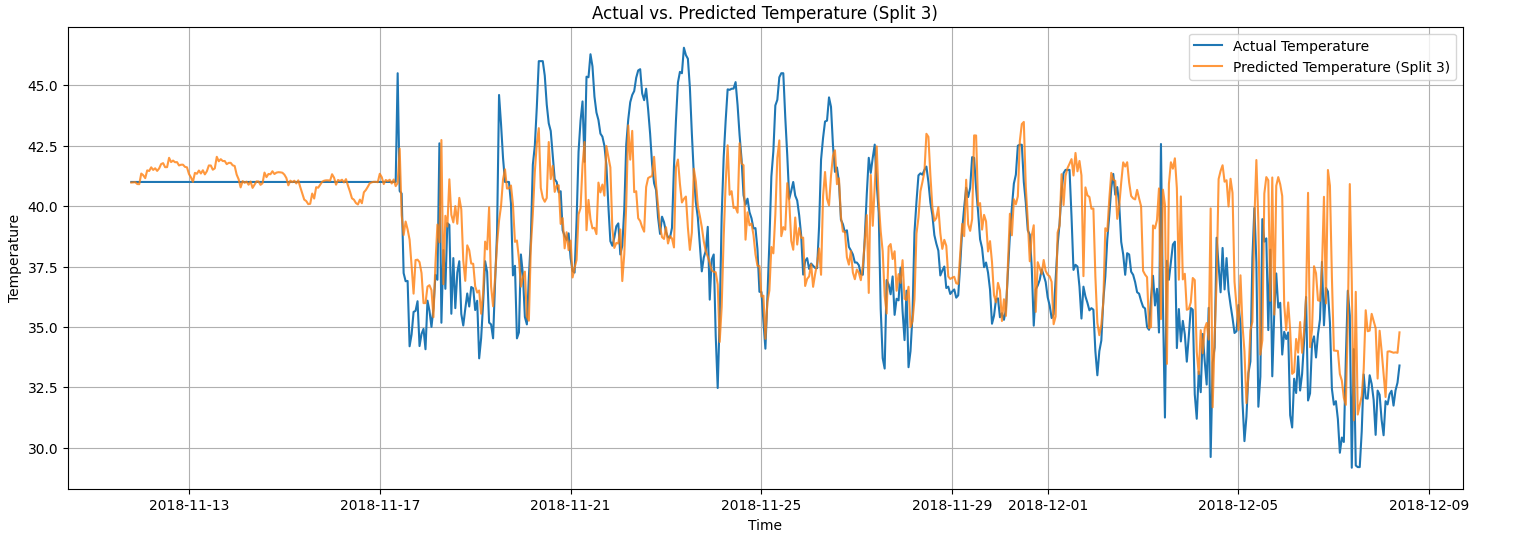 Actual vs. Predicted Temperature (Split 3)
Actual Temperature
Predicted Temperature (Split 3)
Temperature
45.0
42.5
40.0
37.5
35.0
32.5
30.0
2018-11-13 2018-11-17 2018-11-21 2018-11-25 2018-11-29 2018-12-01 2018-12-05 2018-12-09
Time